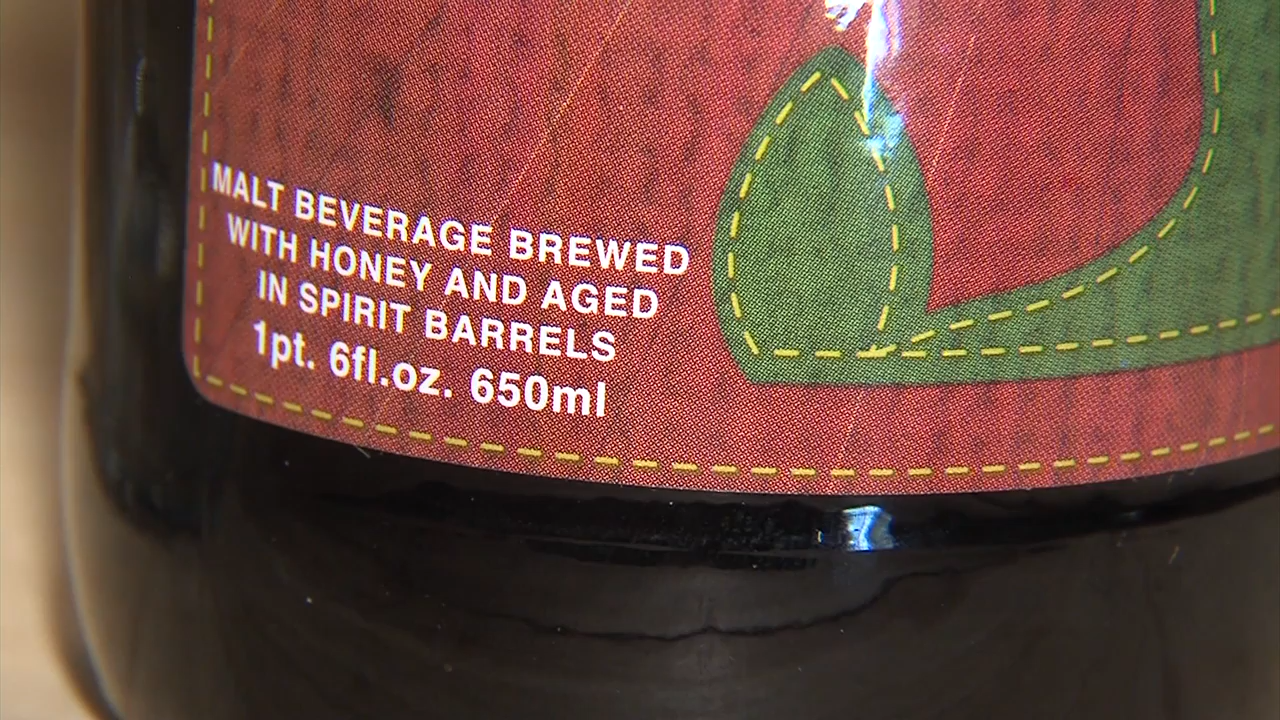 MALT BEVERAGE BREWED
WITH HONEY AND AGED
IN SPIRIT BARRELS
1pt. 6fl.oz. 650ml